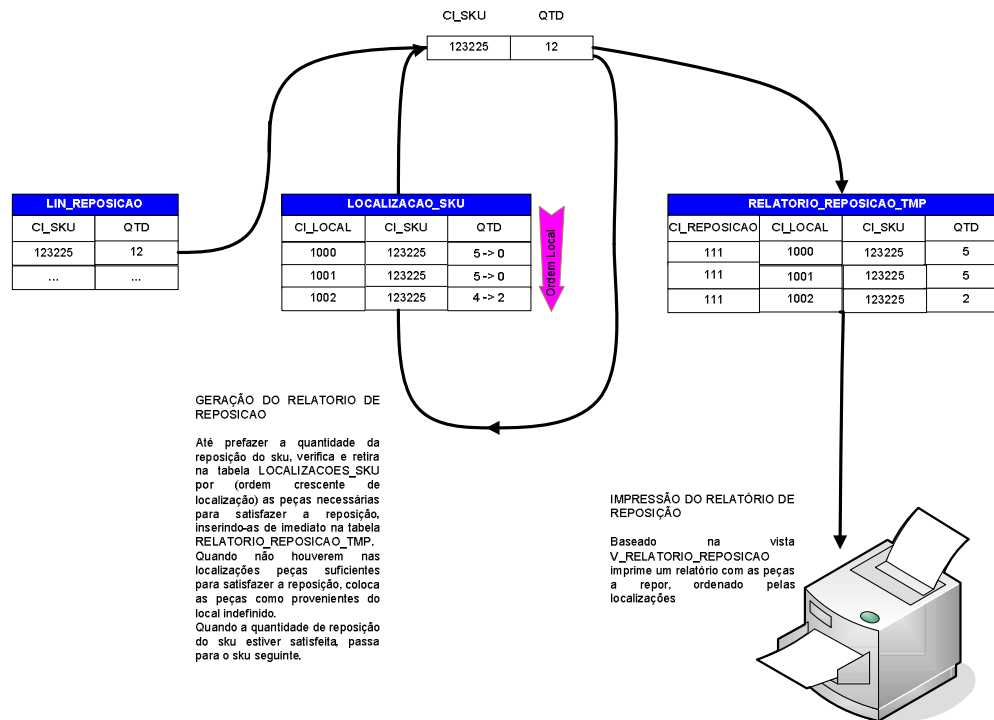 CI_SKU QTD
123225 12
LIN_REPOSICAO
CI_SKU QTD
123225 12
... ...
LOCALIZACAO_SKU
CI_LOCAL CI_SKU QTD
1000 123225 5 -> 0
1001 123225 5 -> 0
1002 123225 4 -> 2
Ordem Local
RELATORIO_REPOSICAO_TMP
CI_REPOSICAO CI_LOCAL CI_SKU QTD
111 1000 123225 5
111 1001 123225 5
111 1002 123225 2
GERAÇÃO DO RELATORIO DE
REPOSICAO
Até prefazer a quantidade da
reposição do sku, verifica e retira
na tabela LOCALIZACOES_SKU
por (ordem crescente de
localização) as peças necessárias
para satisfazer a reposição,
inserindo-as de imediato na tabela
RELATORIO_REPOSICAO_TMP.
Quando não houverem nas
localizações peças suficientes
para satisfazer a reposição, coloca
as peças como provenientes do
local indefinido.
Quando a quantidade de reposição
do sku estiver satisfeita, passa
para o sku seguinte.
IMPRESSÃO DO RELATÓRIO DE
REPOSIÇÃO
Baseado na vista
V_RELATORIO_REPOSICAO
imprime um relatório com as peças
a repor, ordenado pelas
localizações